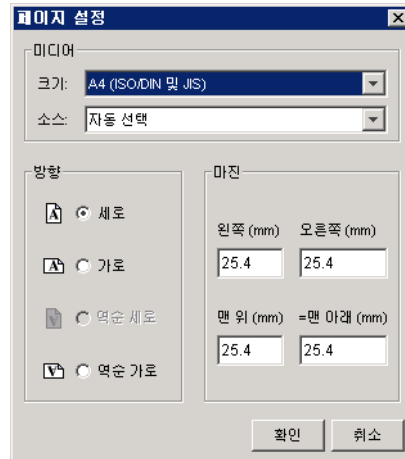 페이지 설정
미디어
크기: A4 (ISO/DIN 및 JIS)
소스: 자동 선택
방향
세로
가로
역순 세로
역순 가로
마진
왼쪽 (mm) 오른쪽 (mm)
25.4 25.4
맨 위 (mm) =맨 아래 (mm)
25.4 25.4
확인 취소